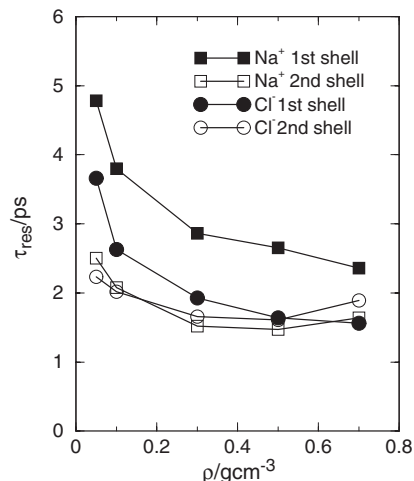 6
5
4
3
2
1
0
0
0.2
0.4
0.6
0.8
τres/ps
ρ/gcm-3
Na+ 1st shell
Na+ 2nd shell
Cl-1st shell
Cl-2nd shell